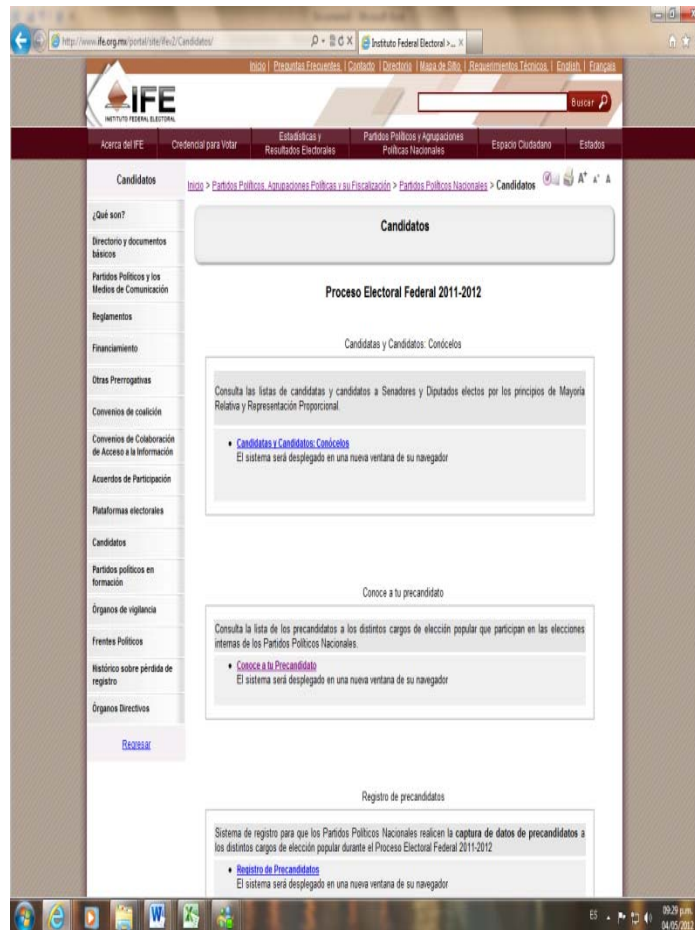 http://www.ife.org.mx/portal/site/ifev2/Candidatos/
Instituto Federal Electoral >...
Inicio | Preguntas Frecuentes | Contacto | Directorio | Mapa de Sitio | Requerimientos Técnicos | English | Français
IFE
INSTITUTO FEDERAL ELECTORAL
Buscar
Acerca del IFE
Credencial para Votar
Estadísticas y
Resultados Electorales
Partidos Políticos y Agrupaciones
Políticas Nacionales
Espacio Ciudadano
Estados
Candidatos
¿Qué son?
Directorio y documentos
básicos
Partidos Políticos y los
Medios de Comunicación
Reglamentos
Financiamiento
Otras Prerrogativas
Convenios de coalición
Convenios de Colaboración
de Acceso a la Información
Acuerdos de Participación
Plataformas electorales
Candidatos
Partidos políticos en
formación
Órganos de vigilancia
Frentes Políticos
Histórico sobre pérdida de
registro
Órganos Directivos
Regresar
Inicio > Partidos Políticos, Agrupaciones Políticas y su Fiscalización > Partidos Políticos Nacionales > Candidatos
A+ A- A
Candidatos
Proceso Electoral Federal 2011-2012
Candidatas y Candidatos: Conócelos
Consulta las listas de candidatas y candidatos a Senadores y Diputados electos por los principios de Mayoría
Relativa y Representación Proporcional.
• Candidatas y Candidatos: Conócelos
El sistema será desplegado en una nueva ventana de su navegador
Conoce a tu precandidato
Consulta la lista de los precandidatos a los distintos cargos de elección popular que participan en las elecciones
internas de los Partidos Políticos Nacionales.
• Conoce a tu Precandidato
El sistema será desplegado en una nueva ventana de su navegador
Registro de precandidatos
Sistema de registro para que los Partidos Políticos Nacionales realicen la captura de datos de precandidatos a
los distintos cargos de elección popular durante el Proceso Electoral Federal 2011-2012
• Registro de Precandidatos
El sistema será desplegado en una nueva ventana de su navegador
ES
09:29 p.m.
04/05/2012